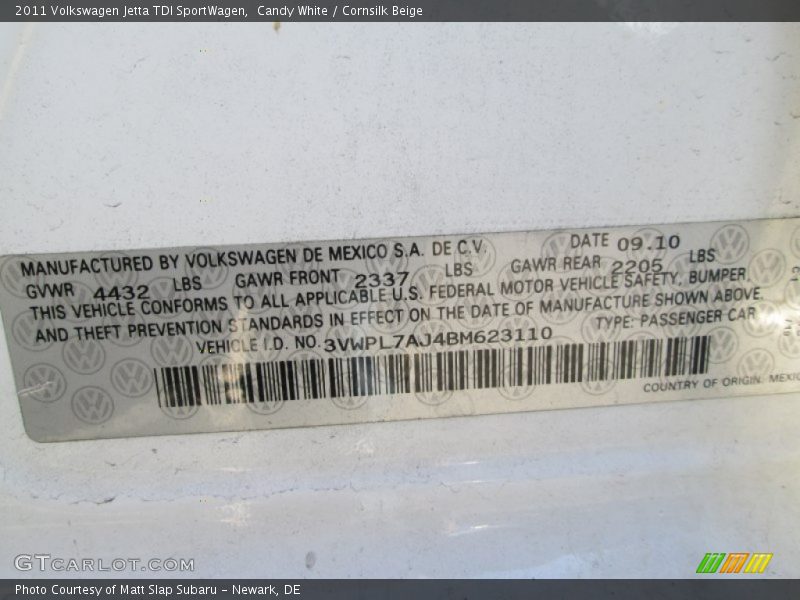 2011 Volkswagen Jetta TDI SportWagen,  Candy White / Cornsilk Beige
MANUFACTURED BY VOLKSWAGEN DE MEXICO S.A. DE C.V. DATE 09.10
GVWR 4432 LBS GAWR FRONT 2337 LBS GAWR REAR 2205 LBS
THIS VEHICLE CONFORMS TO ALL APPLICABLE U.S. FEDERAL MOTOR VEHICLE SAFETY, BUMPER,
AND THEFT PREVENTION STANDARDS IN EFFECT ON THE DATE OF MANUFACTURE SHOWN ABOVE.
VEHICLE I.D. NO. 3VWPL7AJ4BM623110 TYPE: PASSENGER CAR
COUNTRY OF ORIGIN: MEXIC
GTCARLOT.COM
Photo Courtesy of Matt Slap Subaru - Newark, DE